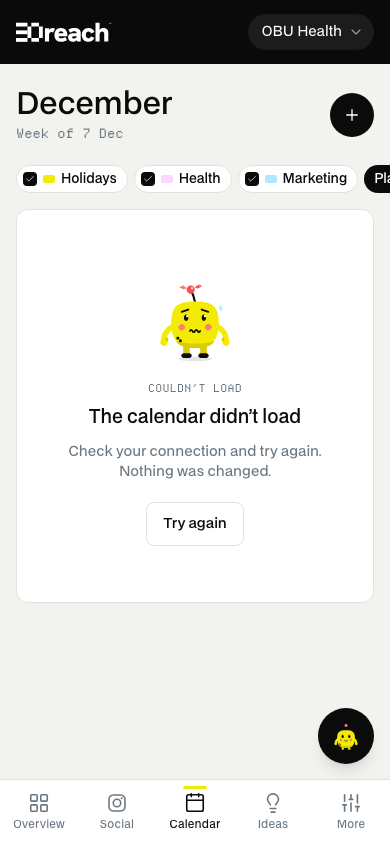 reach
OBU Health
December
Week of 7 Dec
Holidays
Health
Marketing
COULDN'T LOAD
The calendar didn’t load
Check your connection and try again.
Nothing was changed.
Try again
Overview
Social
Calendar
Ideas
More